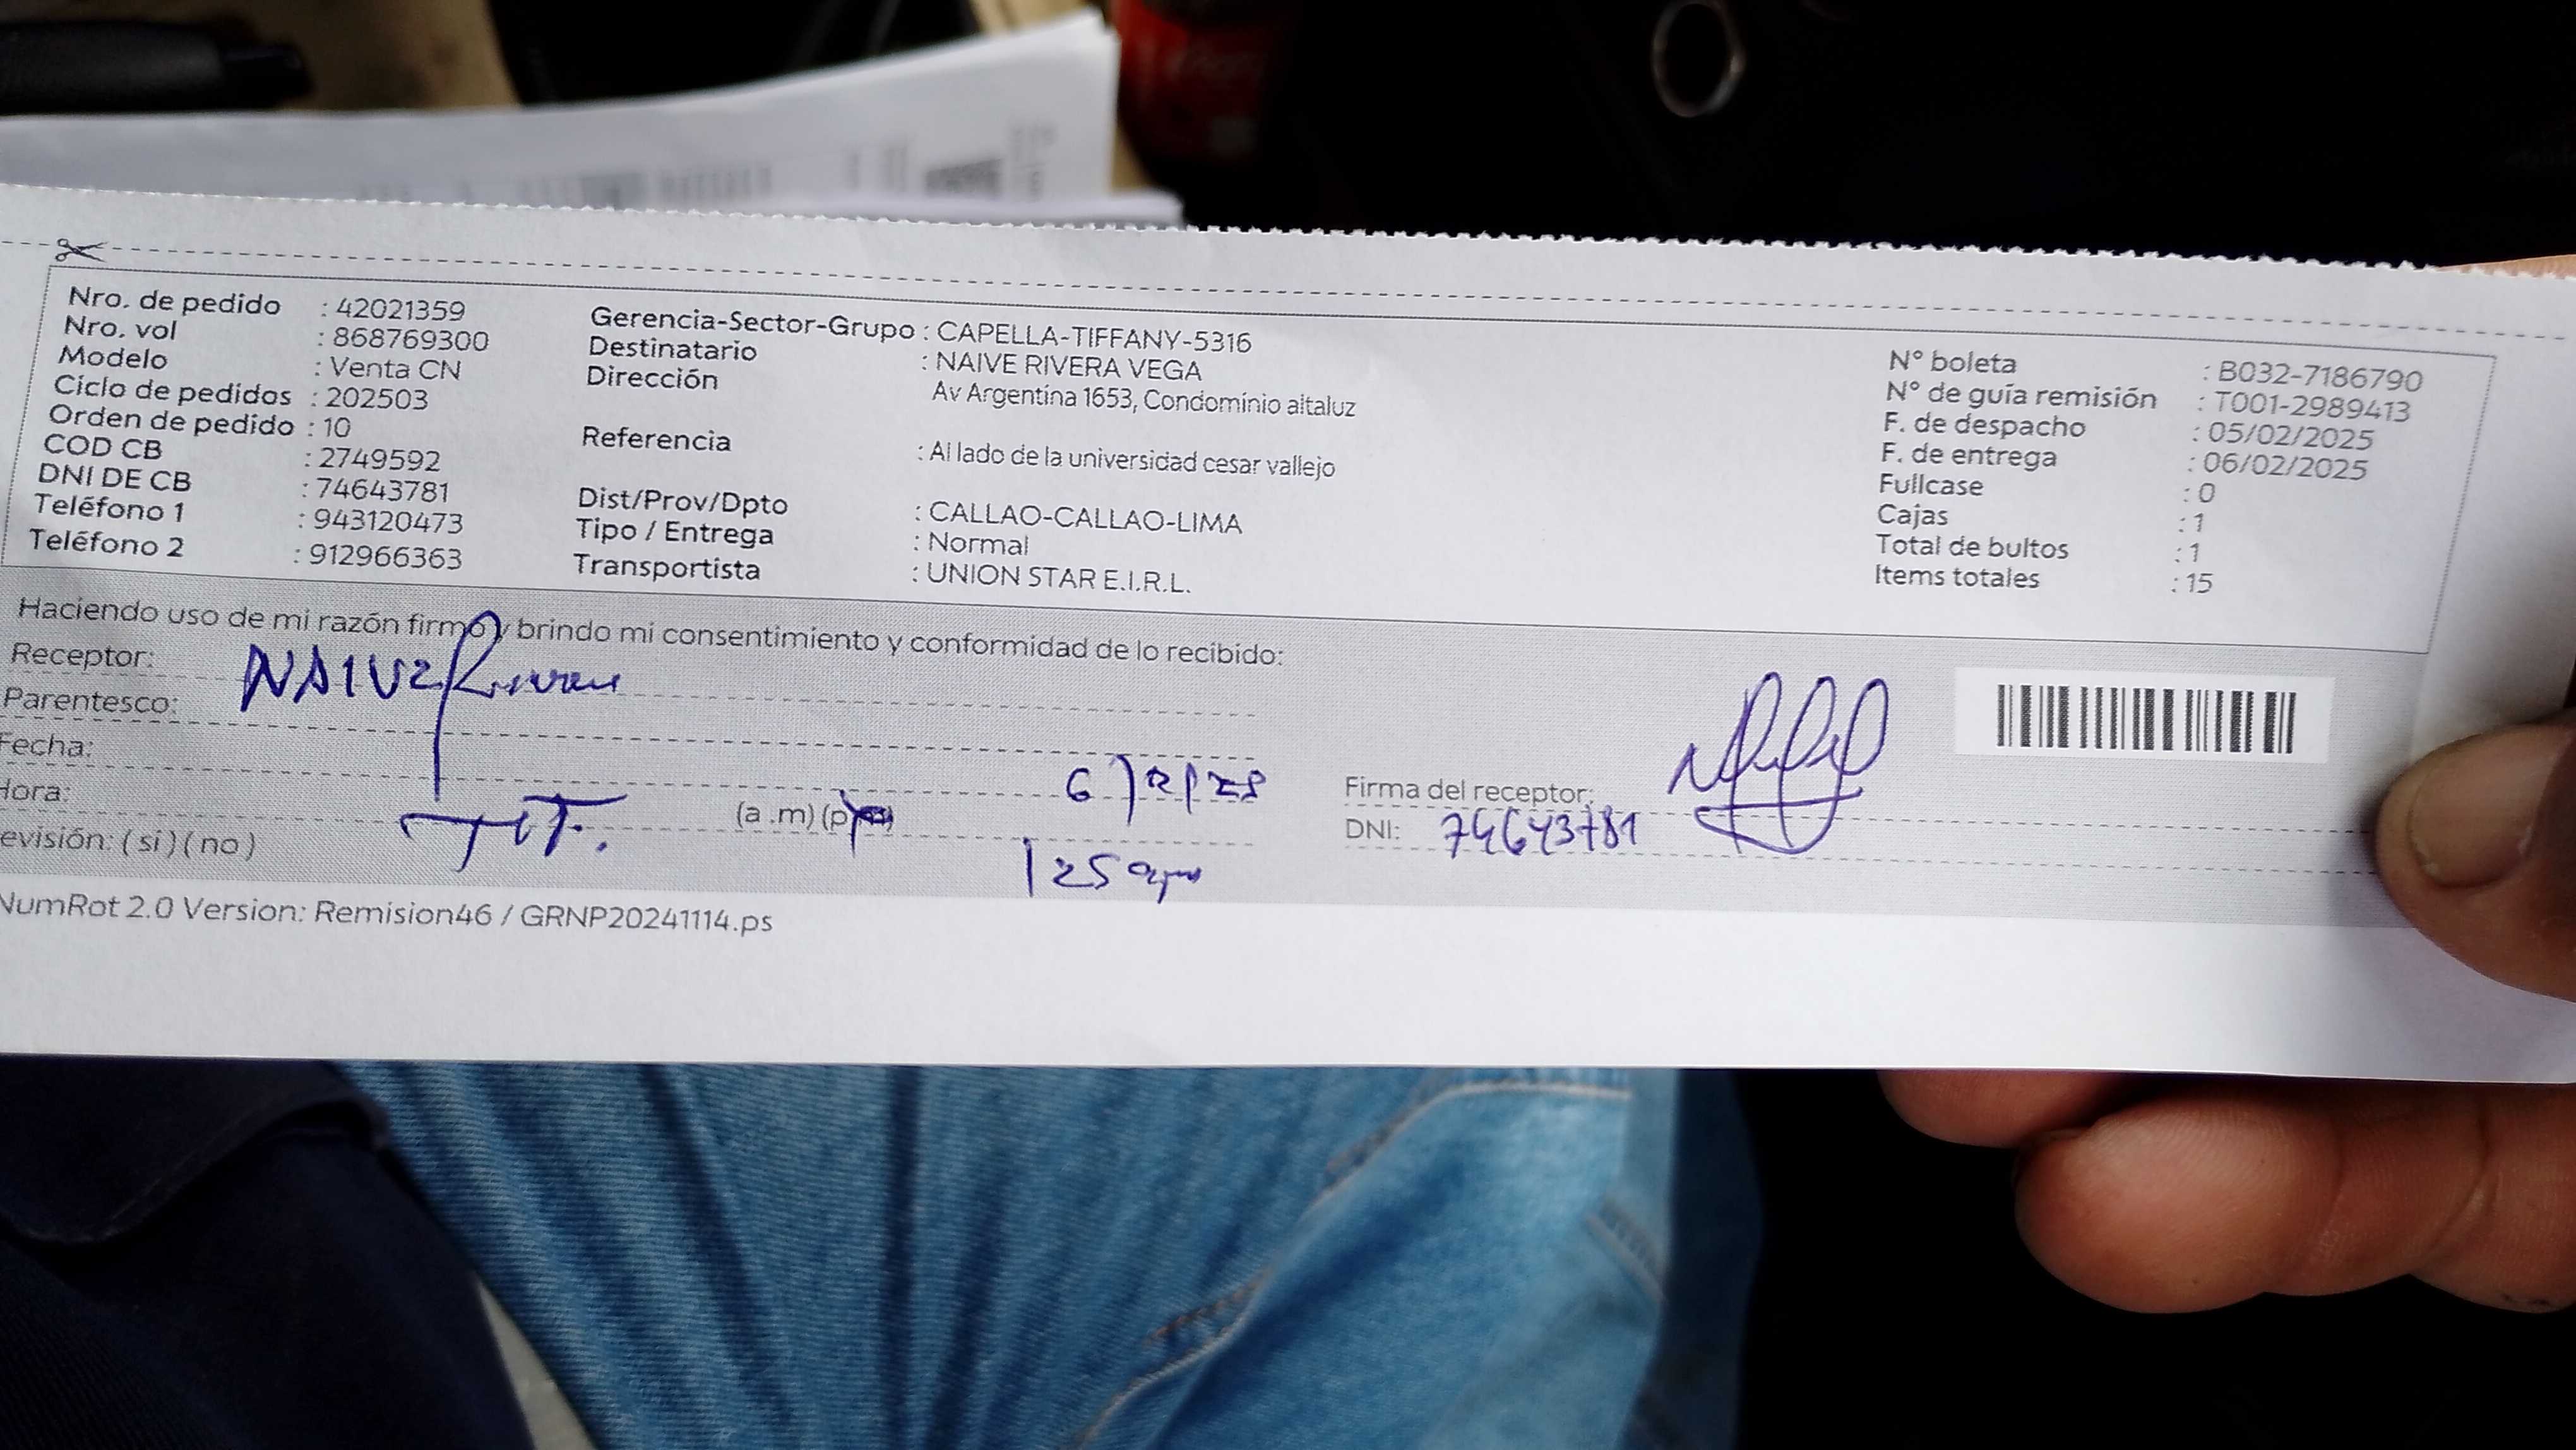 Nro. de pedido : 42021359
Nro. vol : 868769300
Modelo : Venta CN
Ciclo de pedidos : 202503
Orden de pedido : 10
COD CB : 2749592
DNI DE CB : 74643781
Teléfono 1 : 943120473
Teléfono 2 : 912966363
Gerencia-Sector-Grupo : CAPELLA-TIFFANY-5316
Destinatario : NAIVE RIVERA VEGA
Dirección Av Argentina 1653, Condominio altaluz
Referencia : Al lado de la universidad cesar vallejo
Dist/Prov/Dpto : CALLAO-CALLAO-LIMA
Tipo / Entrega : Normal
Transportista : UNION STAR E.I.R.L.
N° boleta : B032-7186790
N° de guía remisión : T001-2989413
F. de despacho : 05/02/2025
F. de entrega : 06/02/2025
Fullcase : 0
Cajas : 1
Total de bultos : 1
Items totales : 15
Haciendo uso de mi razón firmo y brindo mi consentimiento y conformidad de lo recibido:
Receptor:
Parentesco:
Fecha:
Hora: (a .m) (p
evisión: ( si ) ( no )
Firma del receptor:
DNI: 74643781
NumRot 2.0 Version: Remision46 / GRNP20241114.ps